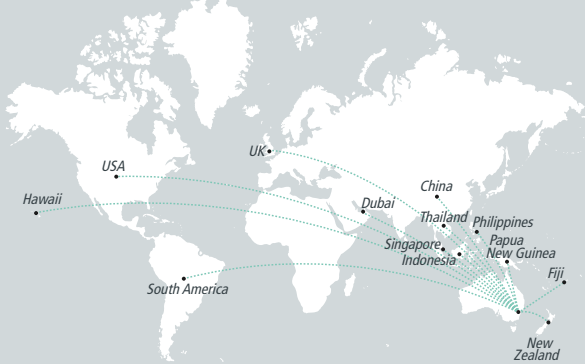 UK
USA
China
Hawaii
Dubai
Thailand
Philippines
Singapore
Papua
New Guinea
Indonesia
Fiji
South America
New
Zealand